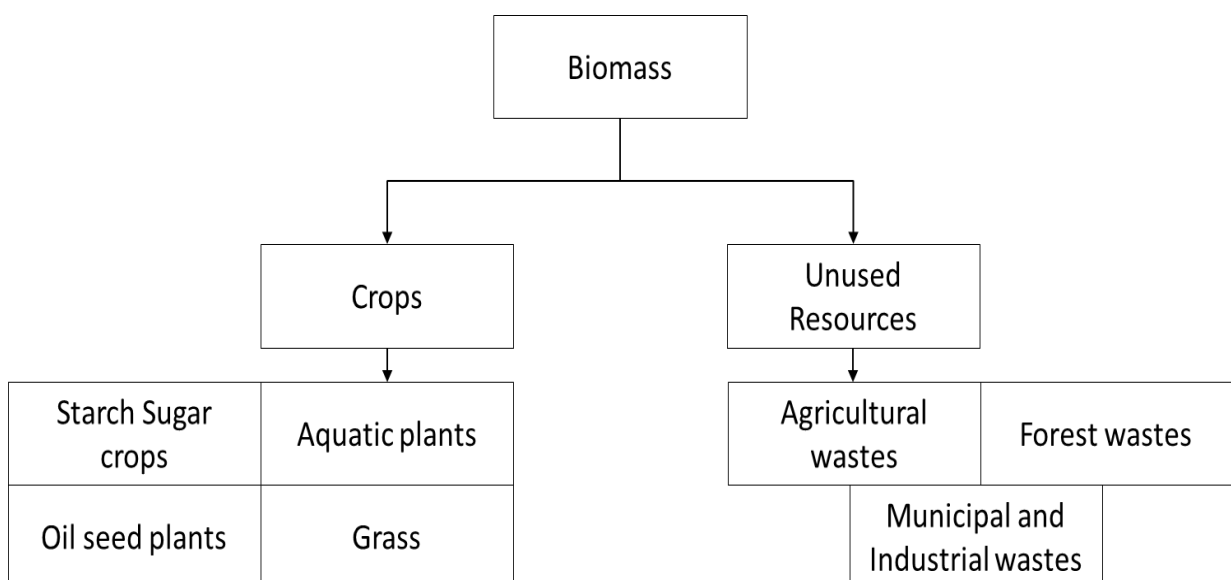 Biomass
Crops
Unused
Resources
Starch Sugar
crops
Aquatic plants
Agricultural
wastes
Forest wastes
Oil seed plants
Grass
Municipal and
Industrial wastes